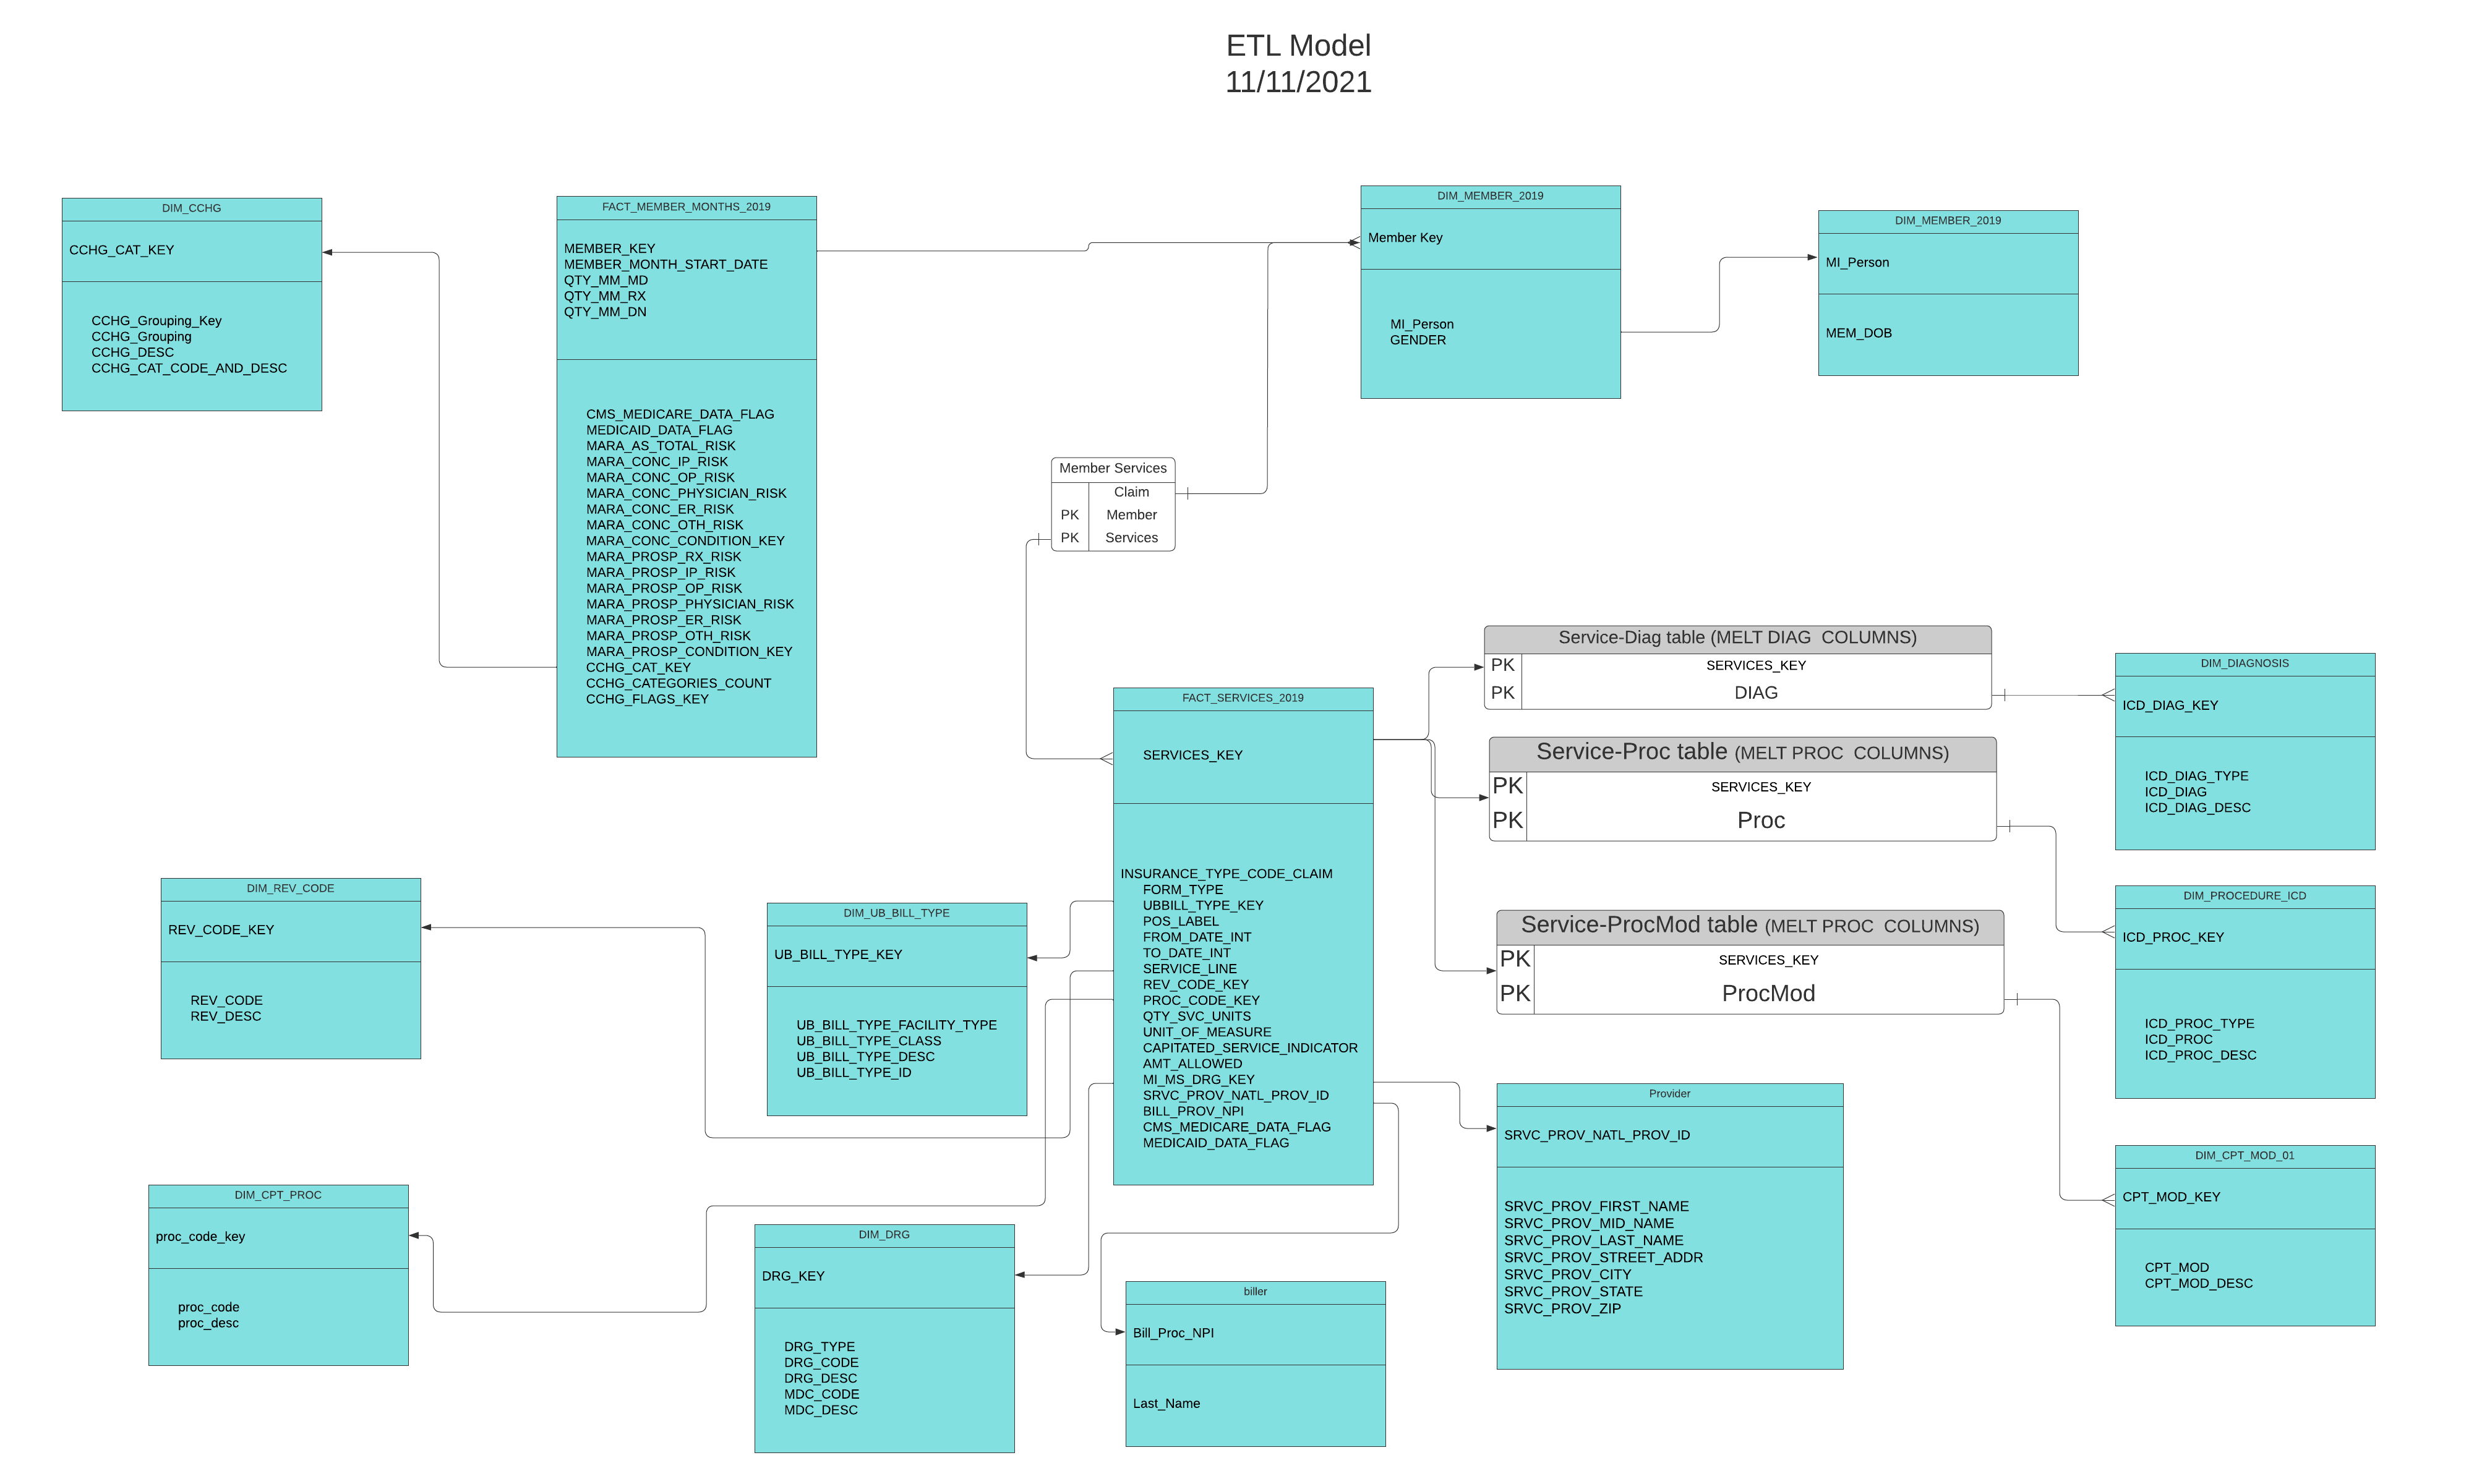 ETL Model
11/11/2021
DIM_CCHG
CCHG_CAT_KEY
CCHG_Grouping_Key
CCHG_Grouping
CCHG_DESC
CCHG_CAT_CODE_AND_DESC
FACT_MEMBER_MONTHS_2019
MEMBER_KEY
MEMBER_MONTH_START_DATE
QTY_MM_MD
QTY_MM_RX
QTY_MM_DN
CMS_MEDICARE_DATA_FLAG
MEDICAID_DATA_FLAG
MARA_AS_TOTAL_RISK
MARA_CONC_IP_RISK
MARA_CONC_OP_RISK
MARA_CONC_PHYSICIAN_RISK
MARA_CONC_ER_RISK
MARA_CONC_OTH_RISK
MARA_CONC_CONDITION_KEY
MARA_PROSP_RX_RISK
MARA_PROSP_IP_RISK
MARA_PROSP_OP_RISK
MARA_PROSP_PHYSICIAN_RISK
MARA_PROSP_ER_RISK
MARA_PROSP_OTH_RISK
MARA_PROSP_CONDITION_KEY
CCHG_CAT_KEY
CCHG_CATEGORIES_COUNT
CCHG_FLAGS_KEY
DIM_MEMBER_2019
Member Key
MI_Person
GENDER
DIM_MEMBER_2019
MI_Person
MEM_DOB
Member Services
Claim
PK Member
PK Services
Service-Diag table (MELT DIAG  COLUMNS)
PK SERVICES_KEY
PK DIAG
DIM_DIAGNOSIS
ICD_DIAG_KEY
ICD_DIAG_TYPE
ICD_DIAG
ICD_DIAG_DESC
FACT_SERVICES_2019
SERVICES_KEY
INSURANCE_TYPE_CODE_CLAIM
FORM_TYPE
UBBILL_TYPE_KEY
POS_LABEL
FROM_DATE_INT
TO_DATE_INT
SERVICE_LINE
REV_CODE_KEY
PROC_CODE_KEY
QTY_SVC_UNITS
UNIT_OF_MEASURE
CAPITATED_SERVICE_INDICATOR
AMT_ALLOWED
MI_MS_DRG_KEY
SRVC_PROV_NATL_PROV_ID
BILL_PROV_NPI
CMS_MEDICARE_DATA_FLAG
MEDICAID_DATA_FLAG
Service-Proc table (MELT PROC  COLUMNS)
PK SERVICES_KEY
PK Proc
DIM_REV_CODE
REV_CODE_KEY
REV_CODE
REV_DESC
DIM_UB_BILL_TYPE
UB_BILL_TYPE_KEY
UB_BILL_TYPE_FACILITY_TYPE
UB_BILL_TYPE_CLASS
UB_BILL_TYPE_DESC
UB_BILL_TYPE_ID
Service-ProcMod table (MELT PROC  COLUMNS)
PK SERVICES_KEY
PK ProcMod
DIM_PROCEDURE_ICD
ICD_PROC_KEY
ICD_PROC_TYPE
ICD_PROC
ICD_PROC_DESC
Provider
SRVC_PROV_NATL_PROV_ID
SRVC_PROV_FIRST_NAME
SRVC_PROV_MID_NAME
SRVC_PROV_LAST_NAME
SRVC_PROV_STREET_ADDR
SRVC_PROV_CITY
SRVC_PROV_STATE
SRVC_PROV_ZIP
DIM_CPT_MOD_01
CPT_MOD_KEY
CPT_MOD
CPT_MOD_DESC
DIM_CPT_PROC
proc_code_key
proc_code
proc_desc
DIM_DRG
DRG_KEY
DRG_TYPE
DRG_CODE
DRG_DESC
MDC_CODE
MDC_DESC
biller
Bill_Proc_NPI
Last_Name